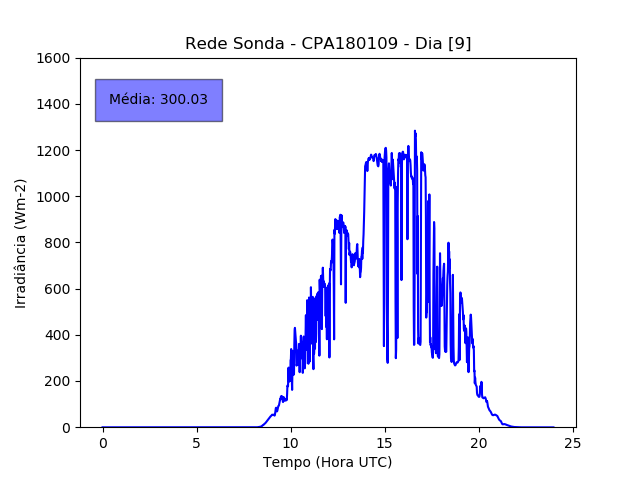 Rede Sonda - CPA180109 - Dia [9]
1600
1400
1200
1000
800
600
400
200
0
Irradiância (Wm-2)
Média: 300.03
0 5 10 15 20 25
Tempo (Hora UTC)